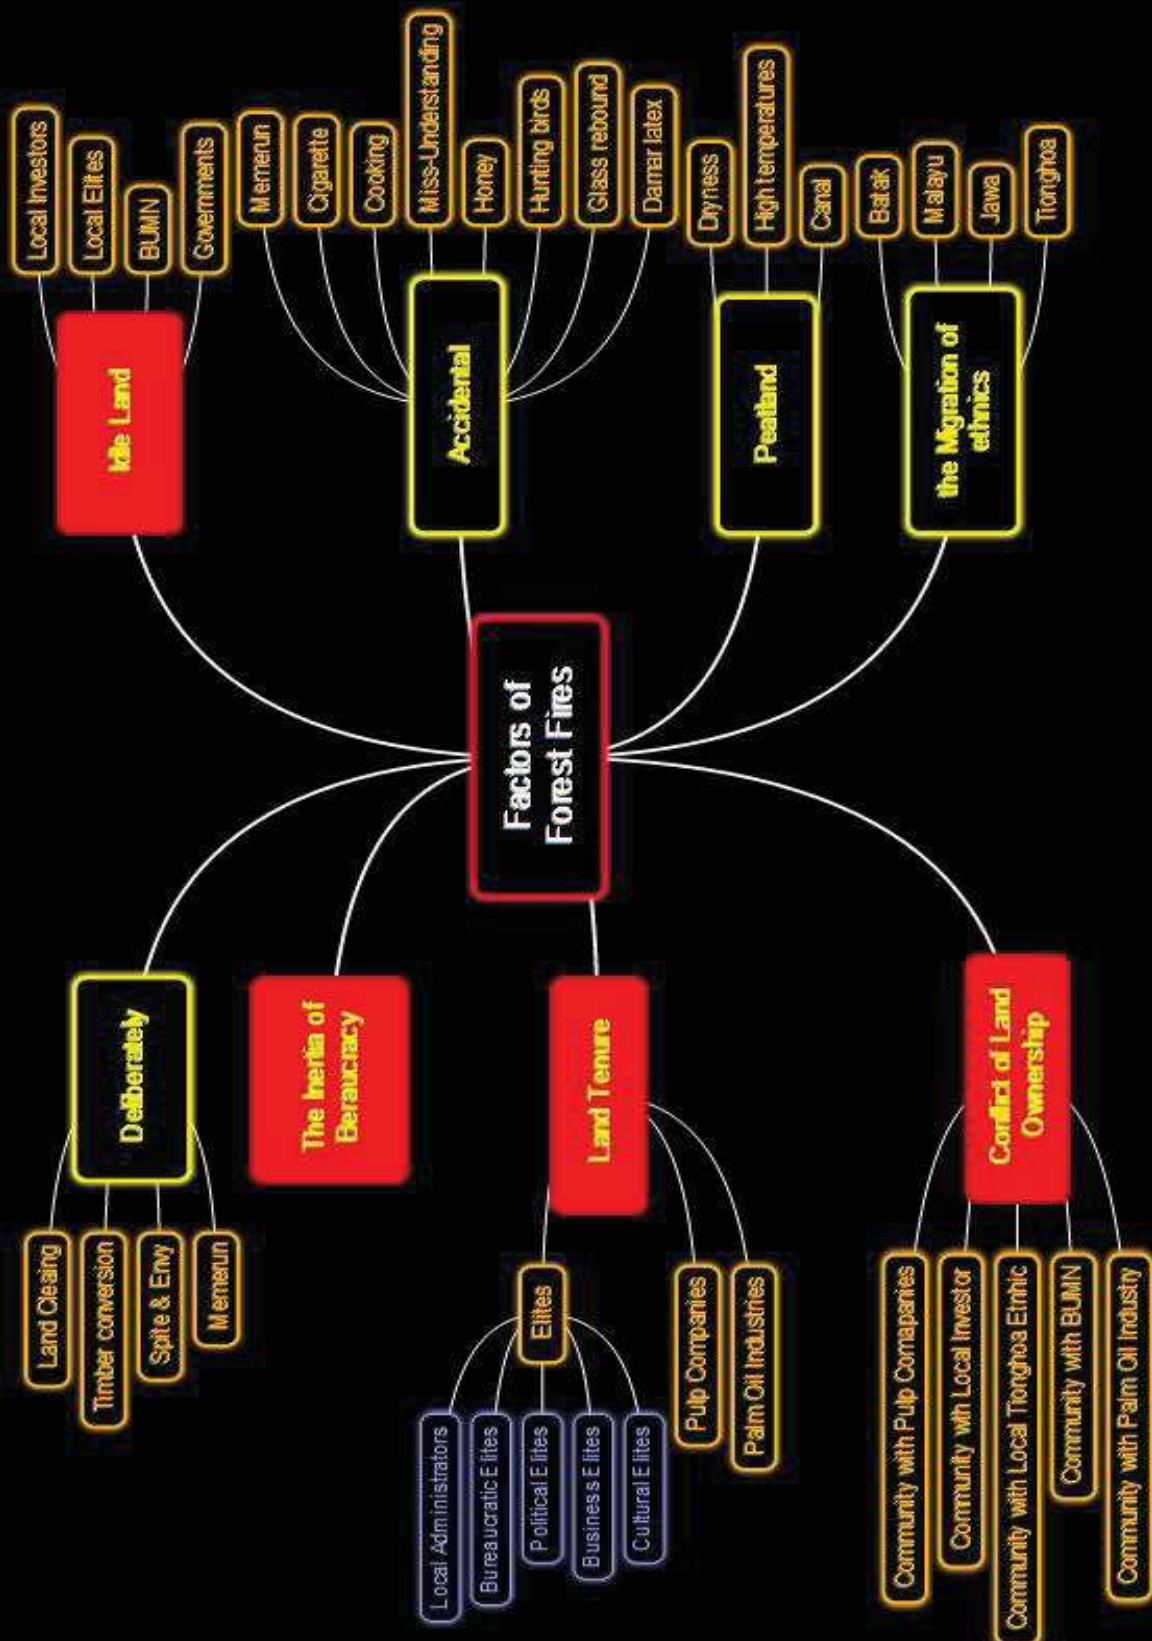 Factors of
Forest Fires
Deliberately
Land Cleaing
Timber conversion
Spite & Envy
Memerun
The Inertia of
Beraucracy
Land Tenure
Elites
Local Administrators
Bureaucratic Elites
Political Elites
Business Elites
Cultural Elites
Pulp Companies
Palm Oil Industries
Conflict of Land
Ownership
Community with Pulp Comapanies
Community with Local Investor
Community with Local Tionghoa Etnhic
Community with BUMN
Community with Palm Oil Industry
Idle Land
Local Investors
Local Elites
BUMN
Governments
Accidental
Memerun
Cigarette
Cooking
Miss-Understanding
Honey
Hunting birds
Glass rebound
Damar latex
Peatland
Dryness
High temperatures
Canal
the Migration of
ethnics
Batak
Malayu
Jawa
Tionghoa